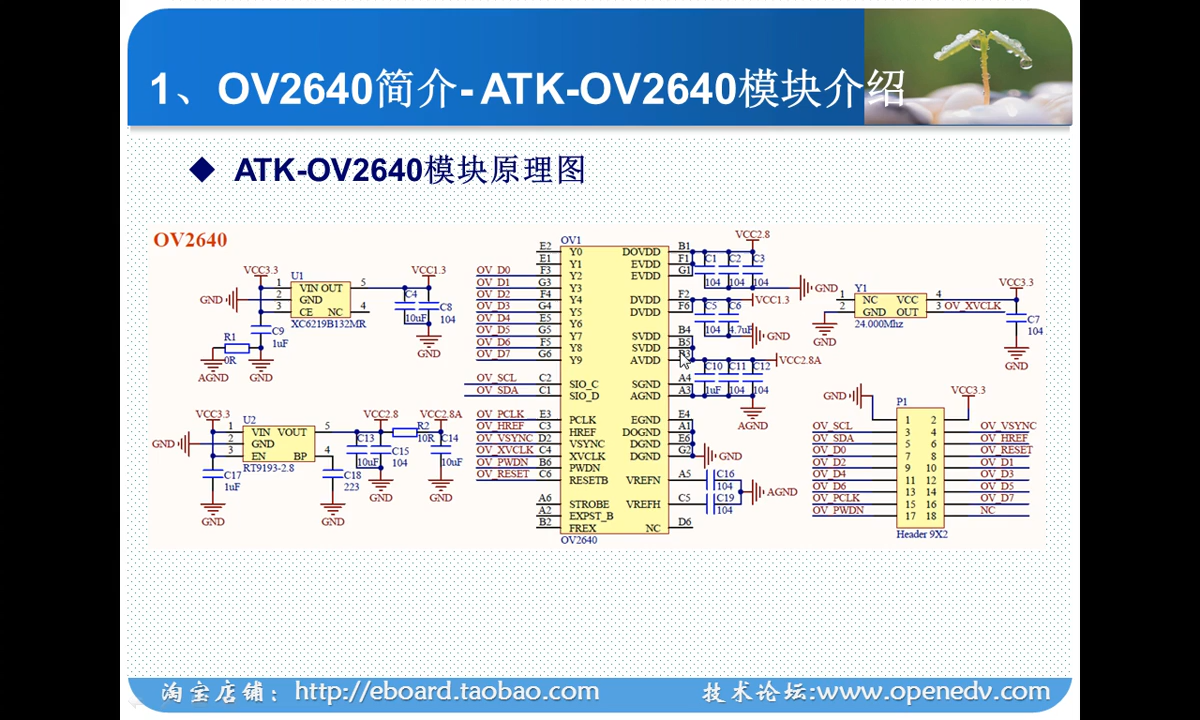 1、OV2640简介- ATK-OV2640模块介绍
◆ ATK-OV2640模块原理图
OV2640
VCC3.3
U1
VCC1.3
GND
1 VIN OUT 5
2 GND
3 CE NC 4
XC6219B132MR
C4
10uF
C8
104
GND
R1
0R
C9
1uF
AGND
GND
VCC3.3
U2
VCC2.8
VCC2.8A
GND
1 VIN VOUT 5
2 GND
3 EN BP 4
RT9193-2.8
C13
10uF
C15
104
R2
10R
C14
10uF
C17
1uF
C18
223
GND
GND
GND
GND
OV1
E2 Y0
E1 Y1
OV_D0 F3 Y2
OV_D1 G3 Y3
OV_D2 F4 Y4
OV_D3 G4 Y5
OV_D4 E5 Y6
OV_D5 G5 Y7
OV_D6 F5 Y8
OV_D7 G6 Y9
OV_SCL C2 SIO_C
OV_SDA C1 SIO_D
OV_PCLK E3 PCLK
OV_HREF C3 HREF
OV_VSYNC D2 VSYNC
OV_XVCLK C4 XVCLK
OV_PWDN B6 PWDN
OV_RESET C6 RESETB
A6 STROBE
A2 EXPST_B
B2 FREX
OV2640
DOVDD B1
EVDD F1
EVDD G1
DVDD F2
DVDD F6
SVDD B4
SVDD B5
AVDD
SGND A4
AGND A3
EGND E4
DOGND A1
DGND E6
DGND G2
VREFN A5
VREFH C5
NC D6
VCC2.8
C1 C2 C3
104 104 104
GND
VCC1.3
C5 C6
104 4.7uF
GND
VCC2.8A
C10 C11 C12
1uF 104 104
AGND
GND
C16
104
C19
104
AGND
Y1
VCC3.3
1 NC VCC 4
2 GND OUT 3 OV_XVCLK
24.000Mhz
GND
C7
104
GND
GND
P1
VCC3.3
1 2
OV_SCL 3 4 OV_VSYNC
OV_SDA 5 6 OV_HREF
OV_D0 7 8 OV_RESET
OV_D2 9 10 OV_D1
OV_D4 11 12 OV_D3
OV_D6 13 14 OV_D5
OV_PCLK 15 16 OV_D7
OV_PWDN 17 18 NC
Header 9X2
淘宝店铺：http://eboard.taobao.com
技术论坛:www.openedv.com